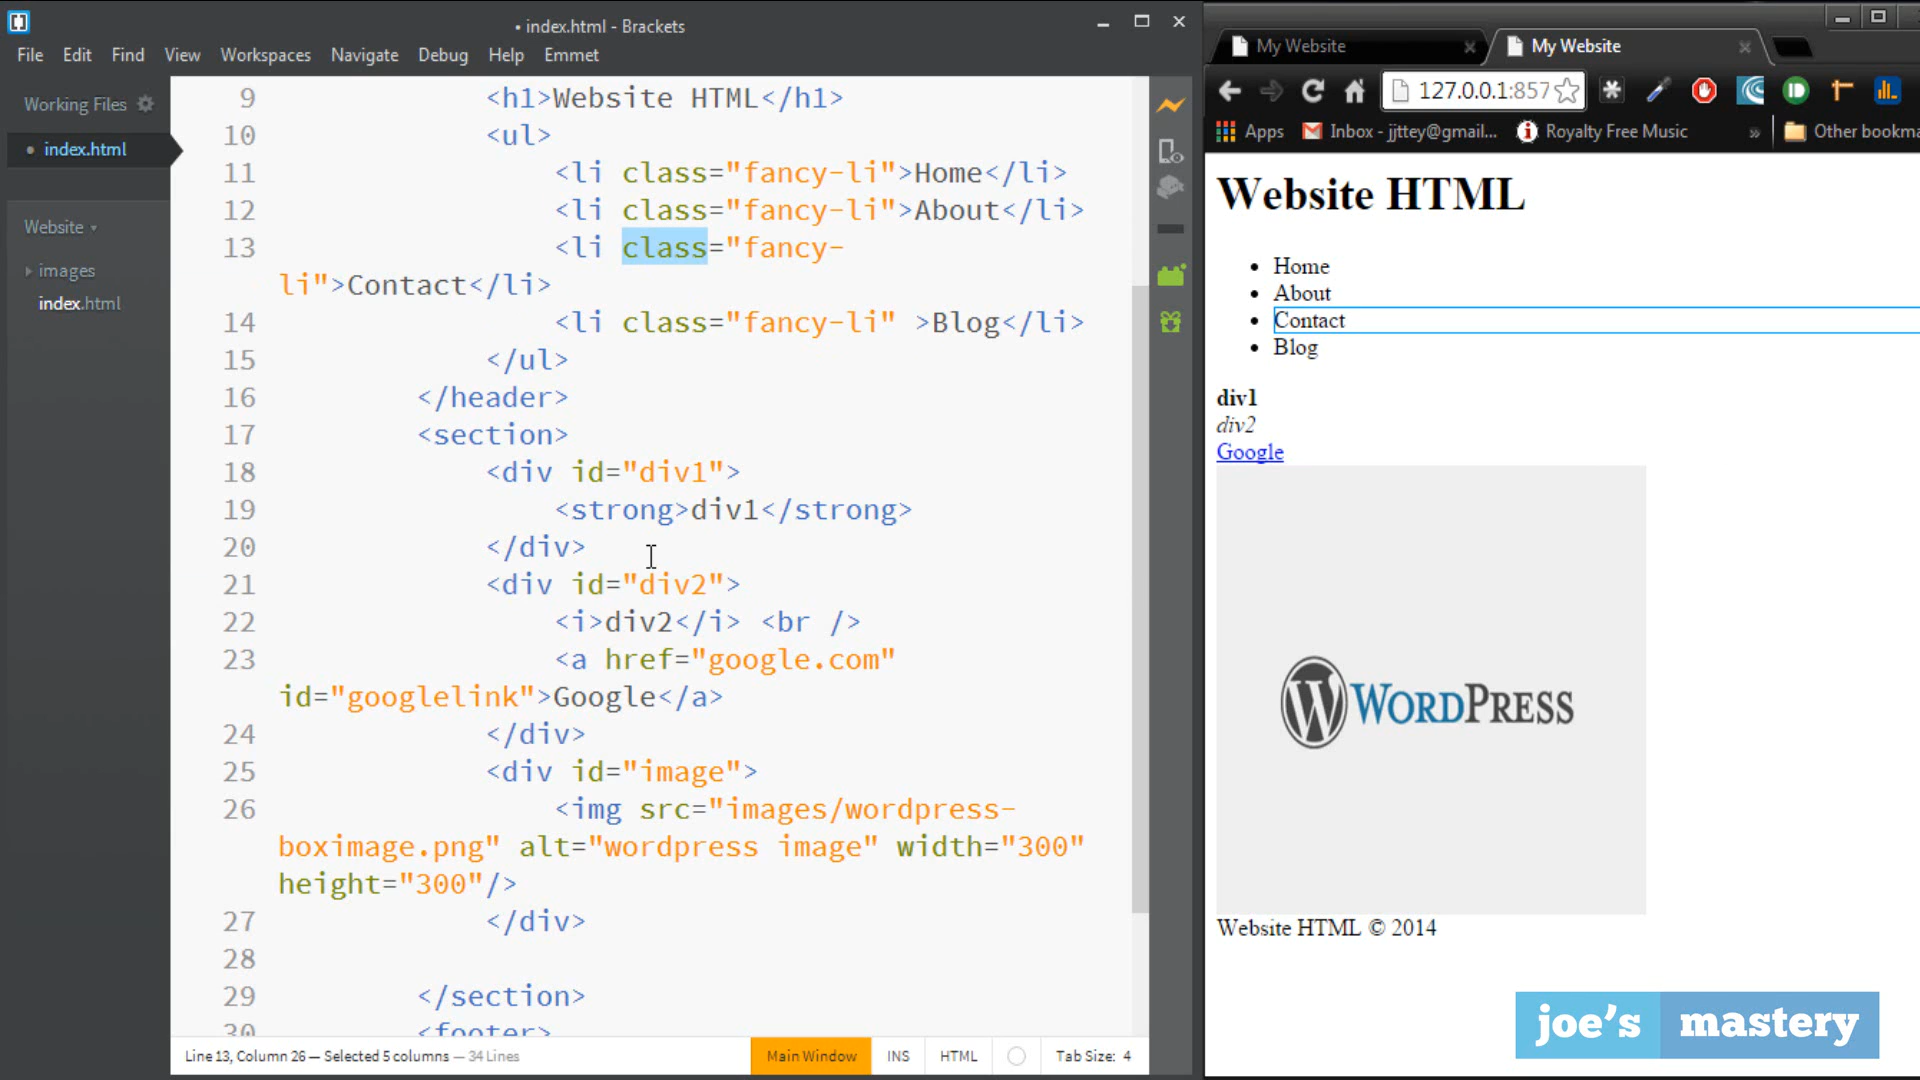 • index.html - Brackets
File Edit Find View Workspaces Navigate Debug Help Emmet
Working Files
• index.html
Website
images
index.html
9 <h1>Website HTML</h1>
10 <ul>
11 <li class="fancy-li">Home</li>
12 <li class="fancy-li">About</li>
13 <li class="fancy-
li">Contact</li>
14 <li class="fancy-li" >Blog</li>
15 </ul>
16 </header>
17 <section>
18 <div id="div1">
19 <strong>div1</strong>
20 </div>
21 <div id="div2">
22 <i>div2</i> <br />
23 <a href="google.com"
id="googlelink">Google</a>
24 </div>
25 <div id="image">
26 <img src="images/wordpress-
boximage.png" alt="wordpress image" width="300"
height="300"/>
27 </div>
28
29 </section>
30 <footer>
Line 13, Column 26 — Selected 5 columns — 34 Lines
Main Window INS HTML Tab Size: 4
My Website My Website
127.0.0.1:857
Apps Inbox - jjttey@gmail... Royalty Free Music » Other bookma
Website HTML
• Home
• About
• Contact
• Blog
div1
div2
Google
WORDPRESS
Website HTML © 2014
joe's mastery